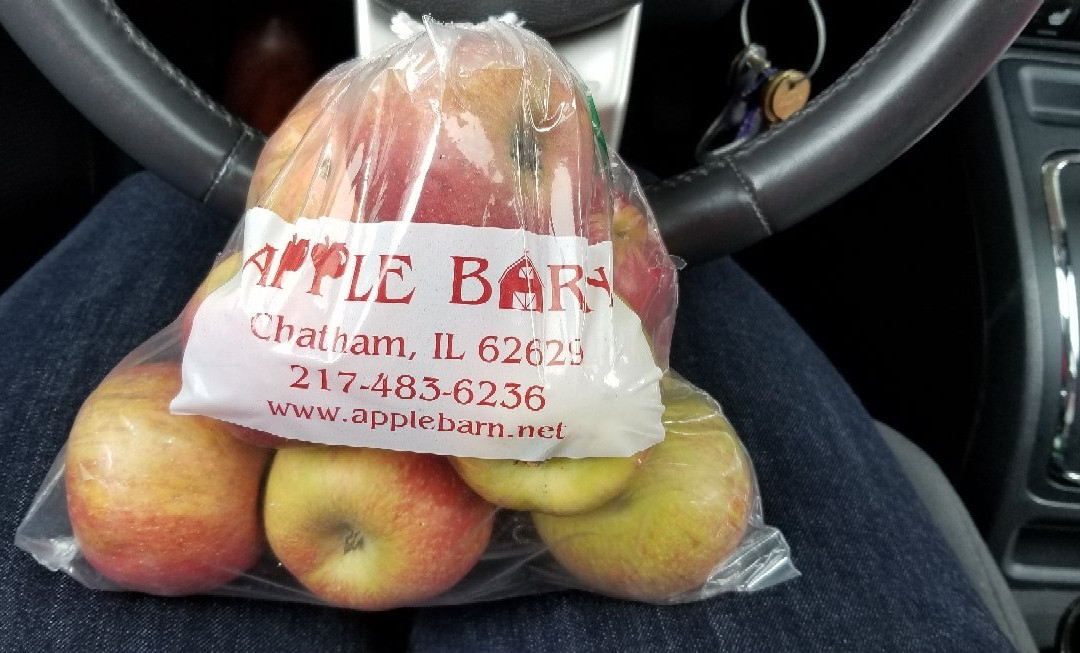 APPLE BARN
Chatham, IL 62629
217-483-6236
www.applebarn.net